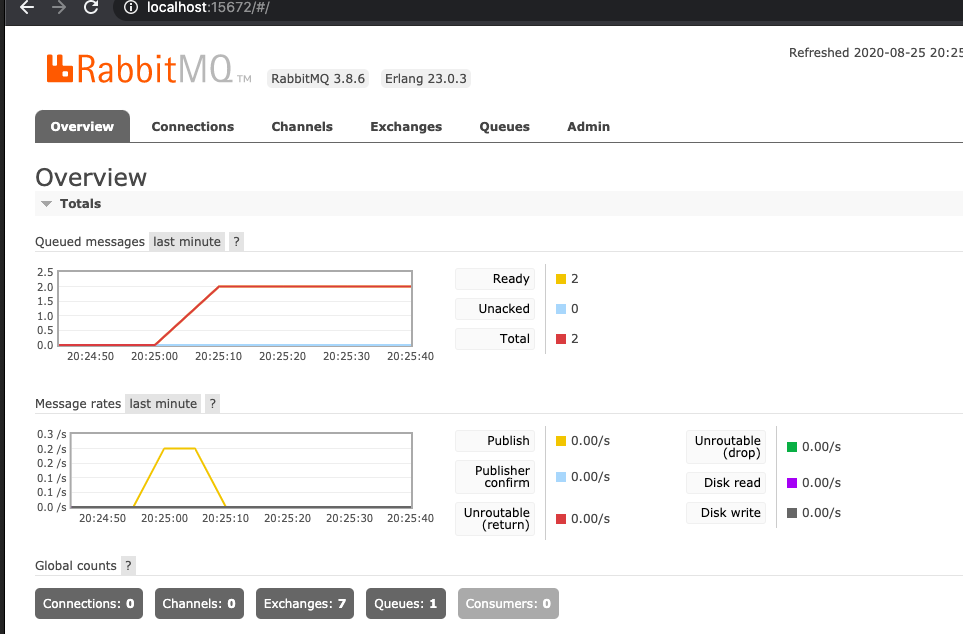 localhost:15672/#/
Refreshed 2020-08-25 20:25
RabbitMQ TM RabbitMQ 3.8.6 Erlang 23.0.3
Overview Connections Channels Exchanges Queues Admin
Overview
Totals
Queued messages last minute ?
2.5
2.0
1.5
1.0
0.5
0.0
20:24:50 20:25:00 20:25:10 20:25:20 20:25:30 20:25:40
Ready 2
Unacked 0
Total 2
Message rates last minute ?
0.3 /s
0.2 /s
0.2 /s
0.1 /s
0.1 /s
0.0 /s
20:24:50 20:25:00 20:25:10 20:25:20 20:25:30 20:25:40
Publish 0.00/s
Publisher
confirm 0.00/s
Unroutable
(return) 0.00/s
Unroutable
(drop) 0.00/s
Disk read 0.00/s
Disk write 0.00/s
Global counts ?
Connections: 0 Channels: 0 Exchanges: 7 Queues: 1 Consumers: 0